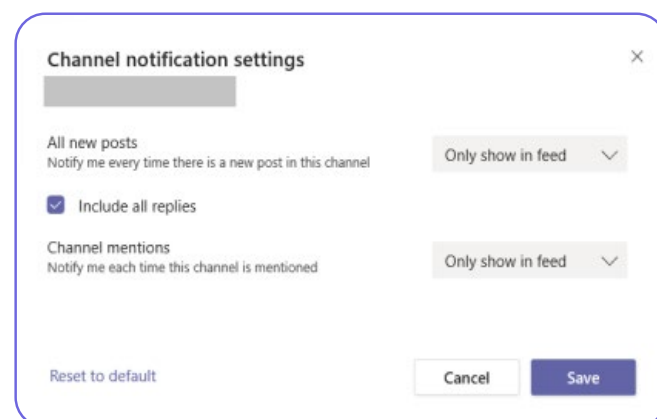 Channel notification settings
All new posts
Notify me every time there is a new post in this channel
Only show in feed
Include all replies
Channel mentions
Notify me each time this channel is mentioned
Only show in feed
Reset to default
Cancel
Save